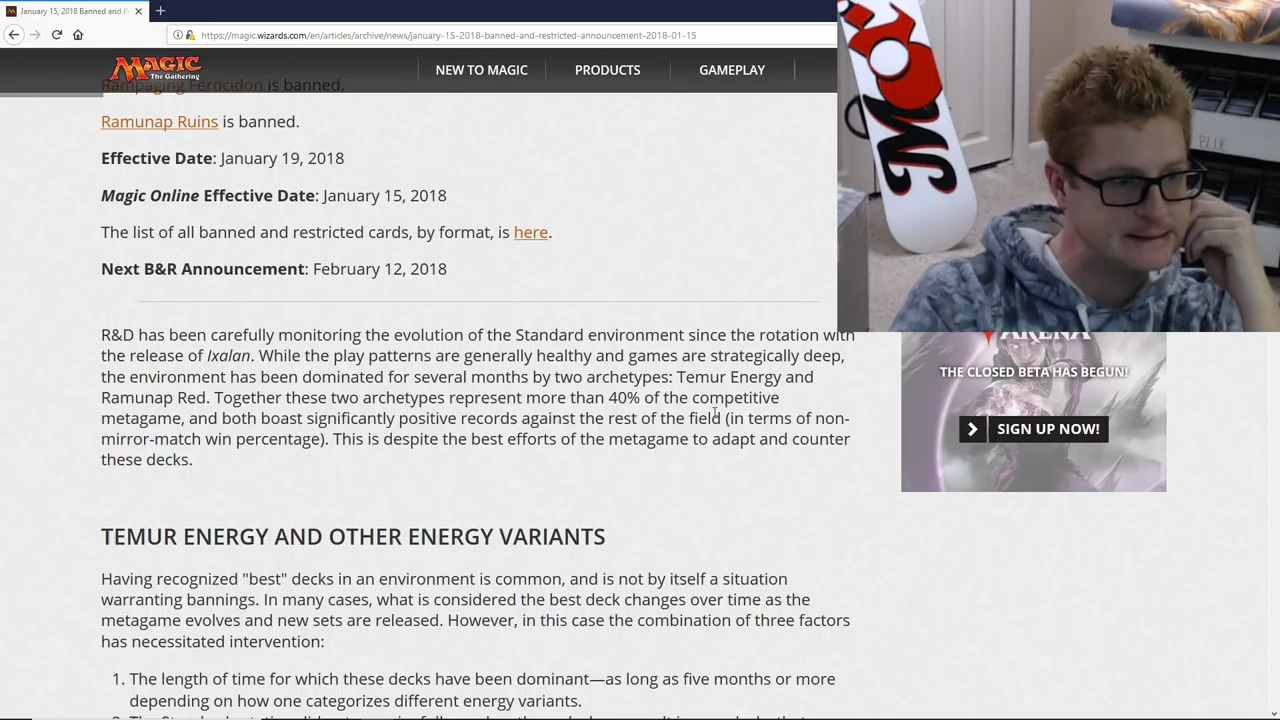 January 15, 2018 Banned and R
https://magic.wizards.com/en/articles/archive/news/january-15-2018-banned-and-restricted-announcement-2018-01-15
MAGIC
The Gathering
NEW TO MAGIC
PRODUCTS
GAMEPLAY
Rampaging Ferocidon is banned.
Ramunap Ruins is banned.
BLUE
Effective Date: January 19, 2018
Magic Online Effective Date: January 15, 2018
The list of all banned and restricted cards, by format, is here.
Next B&R Announcement: February 12, 2018
R&D has been carefully monitoring the evolution of the Standard environment since the rotation with
the release of Ixalan. While the play patterns are generally healthy and games are strategically deep,
the environment has been dominated for several months by two archetypes: Temur Energy and
Ramunap Red. Together these two archetypes represent more than 40% of the competitive
metagame, and both boast significantly positive records against the rest of the field (in terms of non-
mirror-match win percentage). This is despite the best efforts of the metagame to adapt and counter
these decks.
ARENA
THE CLOSED BETA HAS BEGUN!
SIGN UP NOW!
TEMUR ENERGY AND OTHER ENERGY VARIANTS
Having recognized "best" decks in an environment is common, and is not by itself a situation
warranting bannings. In many cases, what is considered the best deck changes over time as the
metagame evolves and new sets are released. However, in this case the combination of three factors
has necessitated intervention:
1. The length of time for which these decks have been dominant—as long as five months or more
depending on how one categorizes different energy variants.